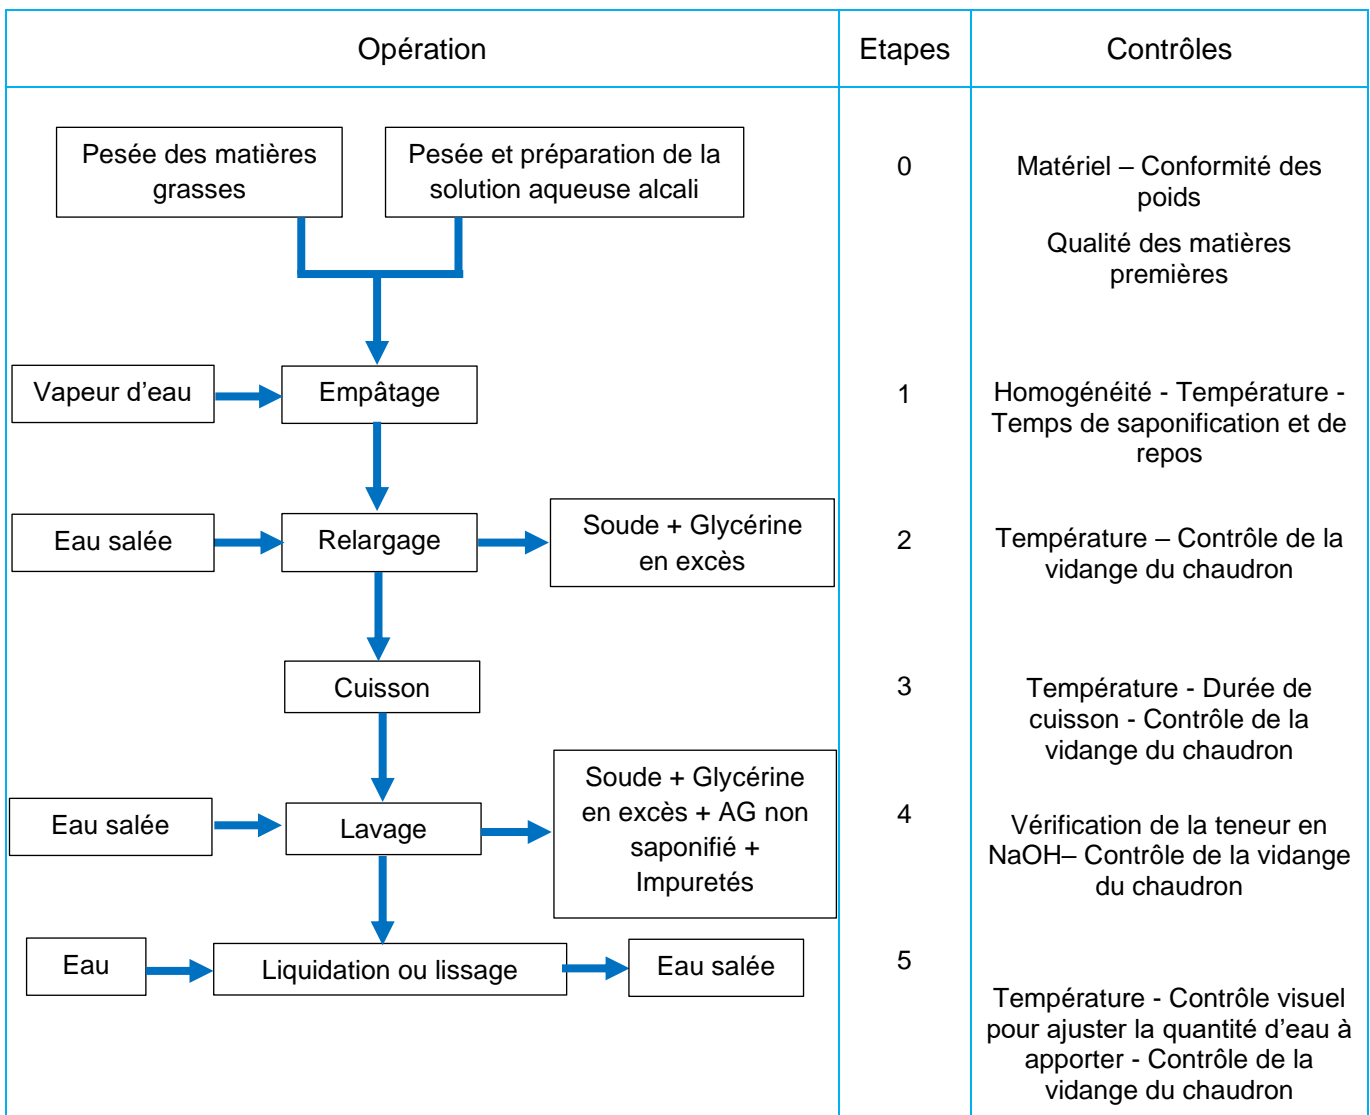 Opération
Etapes
Contrôles
Pesée des matières
grasses
Pesée et préparation de la
solution aqueuse alcali
0
Matériel – Conformité des
poids
Qualité des matières
premières
Vapeur d’eau
Empâtage
1
Homogénéité - Température -
Temps de saponification et de
repos
Eau salée
Relargage
Soude + Glycérine
en excès
2
Température – Contrôle de la
vidange du chaudron
Cuisson
3
Température - Durée de
cuisson - Contrôle de la
vidange du chaudron
Eau salée
Lavage
Soude + Glycérine
en excès + AG non
saponifié +
Impuretés
4
Vérification de la teneur en
NaOH– Contrôle de la vidange
du chaudron
Eau
Liquidation ou lissage
Eau salée
5
Température - Contrôle visuel
pour ajuster la quantité d’eau à
apporter - Contrôle de la
vidange du chaudron